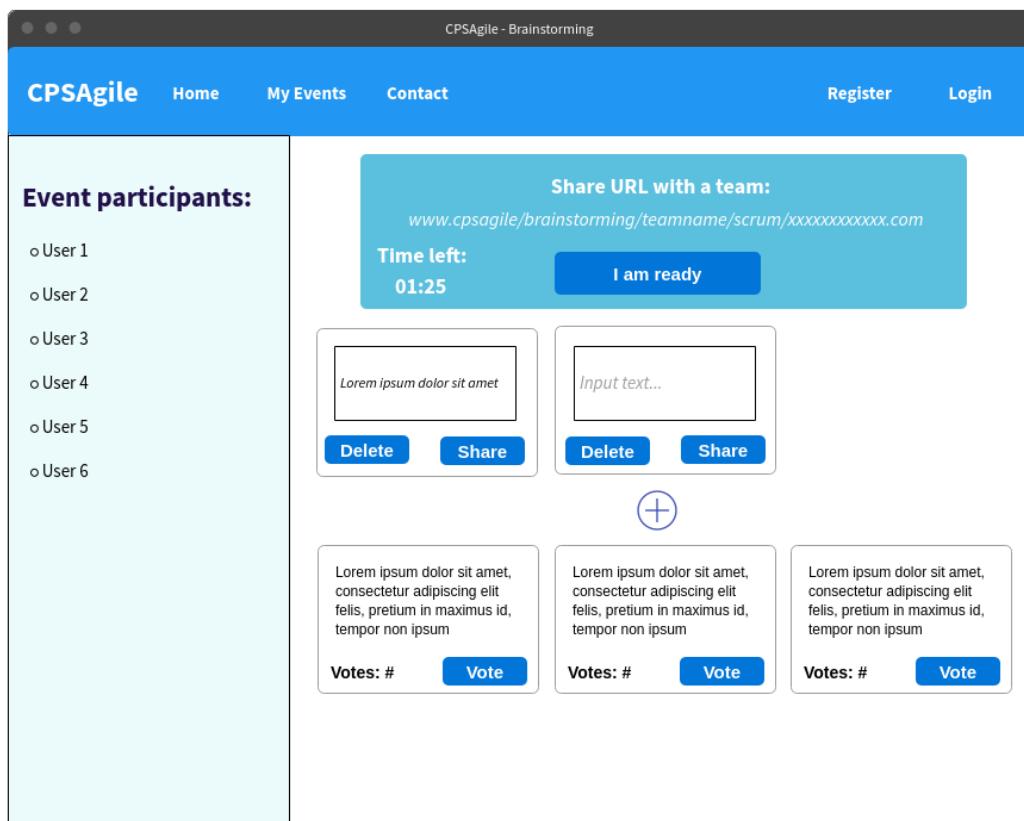 CPSAgile - Brainstorming
CPSAgile Home My Events Contact Register Login
Event participants:
User 1
User 2
User 3
User 4
User 5
User 6
Share URL with a team:
www.cpsagile/brainstorming/teamname/scrum/xxxxxxxxxxxx.com
Time left:
01:25
I am ready
Lorem ipsum dolor sit amet
Delete Share
Input text...
Delete Share
Lorem ipsum dolor sit amet,
consectetur adipiscing elit
felis, pretium in maximus id,
tempor non ipsum
Votes: # Vote
Lorem ipsum dolor sit amet,
consectetur adipiscing elit
felis, pretium in maximus id,
tempor non ipsum
Votes: # Vote
Lorem ipsum dolor sit amet,
consectetur adipiscing elit
felis, pretium in maximus id,
tempor non ipsum
Votes: # Vote